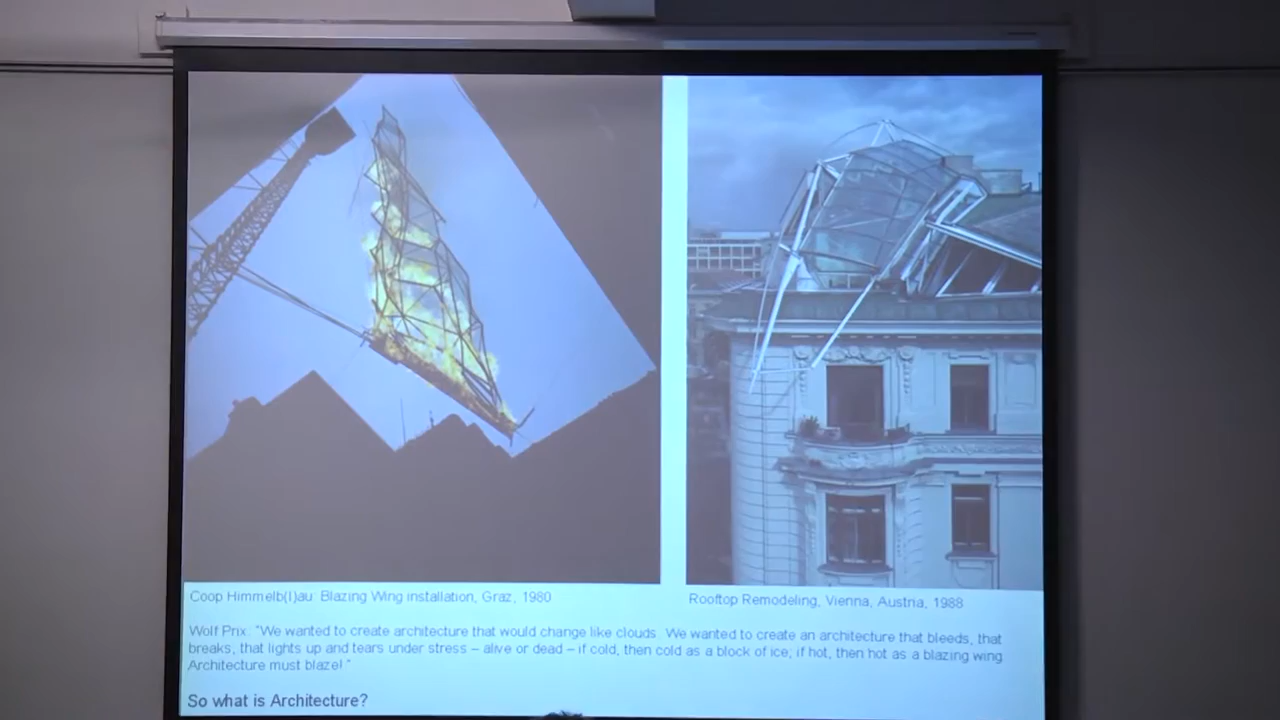 Coop Himmelb(l)au: Blazing Wing installation, Graz, 1980
Rooftop Remodeling, Vienna, Austria, 1988
Wolf Prix: "We wanted to create architecture that would change like clouds. We wanted to create an architecture that bleeds, that
breaks, that lights up and tears under stress – alive or dead – if cold, then cold as a block of ice; if hot, then hot as a blazing wing.
Architecture must blaze!"
So what is Architecture?